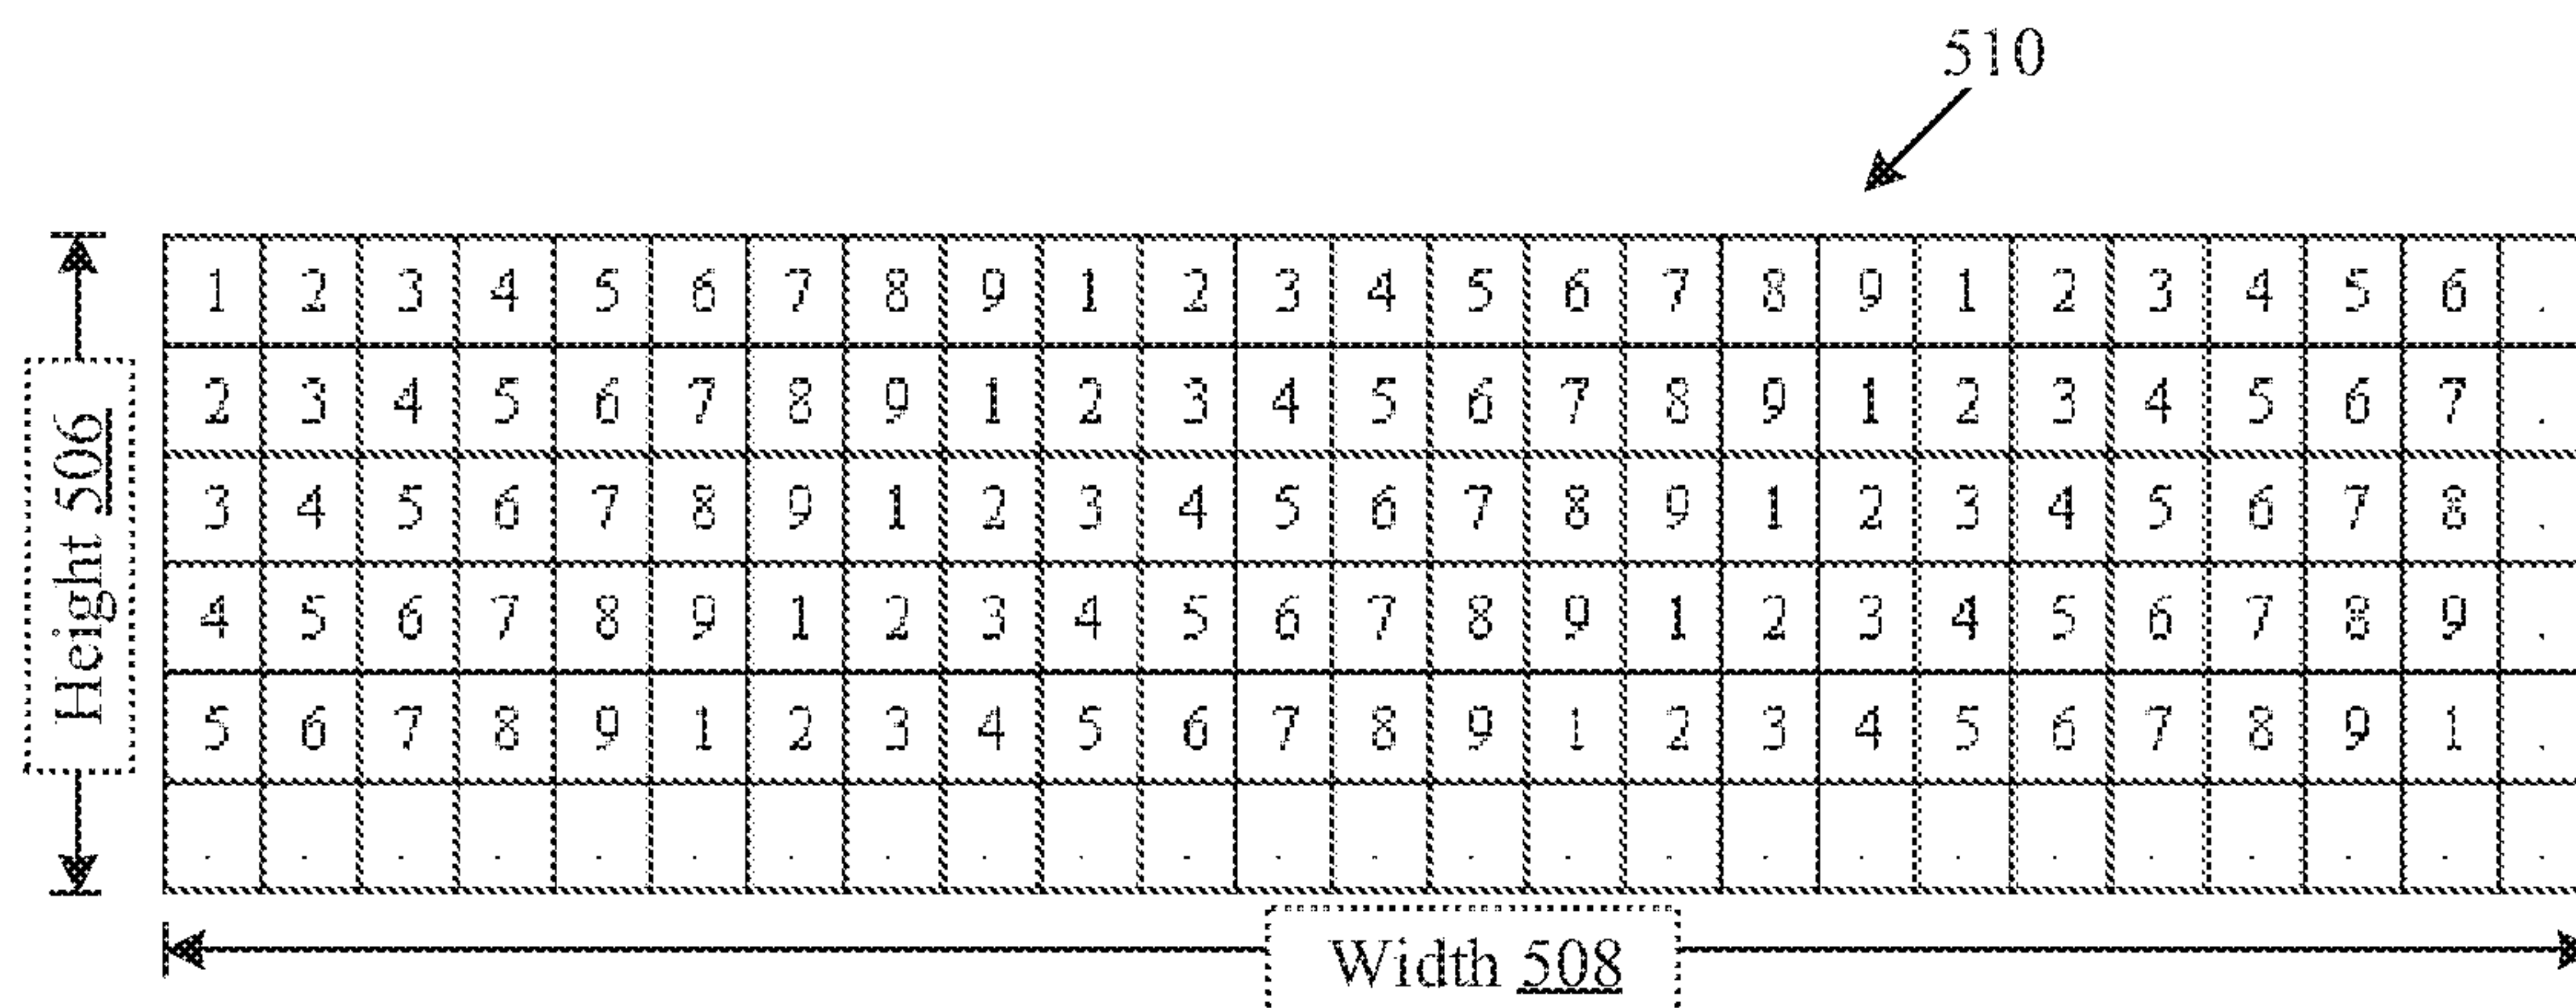 510
1 2 3 4 5 6 7 8 9 1 2 3 4 5 6 7 8 9 1 2 3 4 5 6 .
2 3 4 5 6 7 8 9 1 2 3 4 5 6 7 8 9 1 2 3 4 5 6 7 .
3 4 5 6 7 8 9 1 2 3 4 5 6 7 8 9 1 2 3 4 5 6 7 8 .
4 5 6 7 8 9 1 2 3 4 5 6 7 8 9 1 2 3 4 5 6 7 8 9 .
5 6 7 8 9 1 2 3 4 5 6 7 8 9 1 2 3 4 5 6 7 8 9 1 .
. . . . . . . . . . . . . . . . . . . . . . . . .
Height 506
Width 508